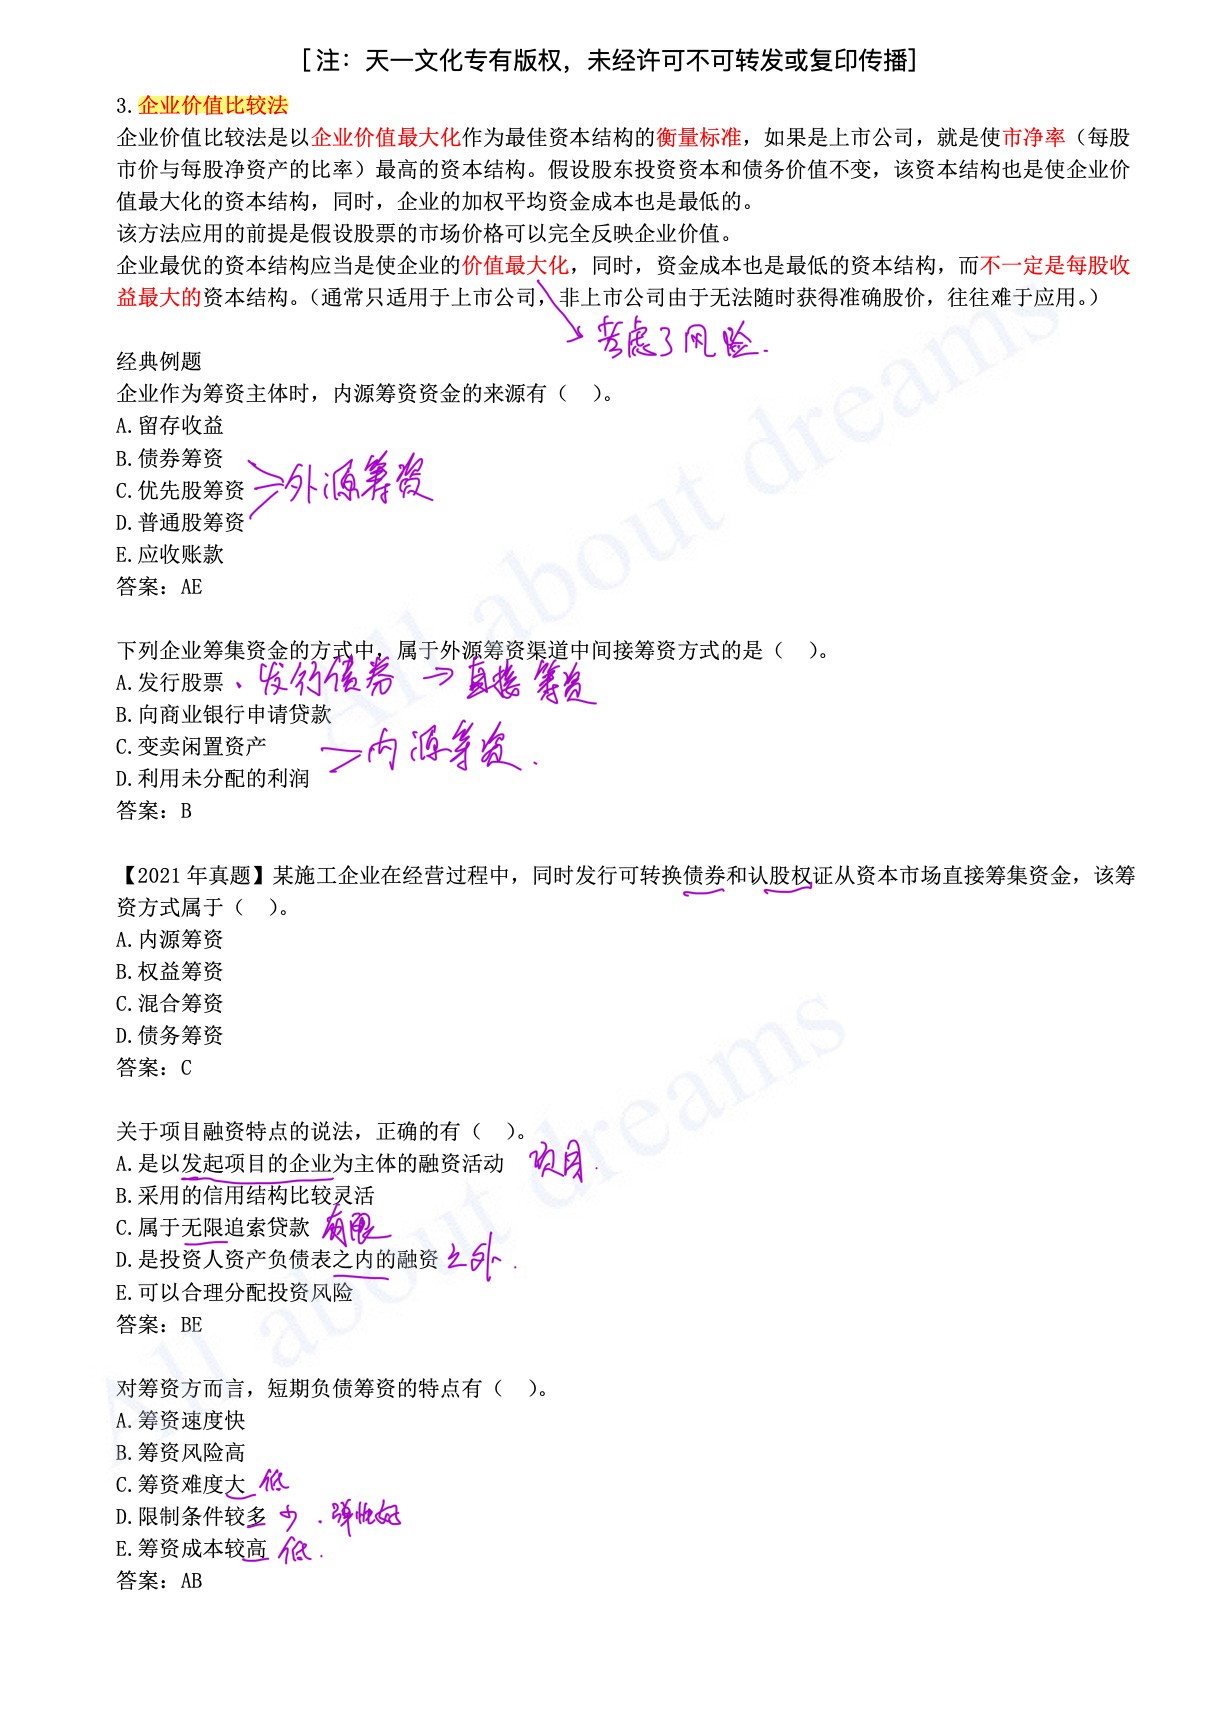 [注：天一文化专有版权，未经许可不可转发或复印传播]
3.企业价值比较法
企业价值比较法是以企业价值最大化作为最佳资本结构的衡量标准，如果是上市公司，就是使市净率（每股
市价与每股净资产的比率）最高的资本结构。假设股东投资资本和债务价值不变，该资本结构也是使企业价
值最大化的资本结构，同时，企业的加权平均资金成本也是最低的。
该方法应用的前提是假设股票的市场价格可以完全反映企业价值。
企业最优的资本结构应当是使企业的价值最大化，同时，资金成本也是最低的资本结构，而不一定是每股收
益最大的资本结构。（通常只适用于上市公司，非上市公司由于无法随时获得准确股价，往往难于应用。）
考虑了风险.
经典例题
企业作为筹资主体时，内源筹资资金的来源有（ ）。
A.留存收益
B.债券筹资
C.优先股筹资 外源筹资
D.普通股筹资
E.应收账款
答案：AE
下列企业筹集资金的方式中，属于外源筹资渠道中间接筹资方式的是（ ）。
A.发行股票、发行债券 → 直接筹资
B.向商业银行申请贷款
C.变卖闲置资产 内源筹资.
D.利用未分配的利润
答案：B
【2021年真题】某施工企业在经营过程中，同时发行可转换债券和认股权证从资本市场直接筹集资金，该筹
资方式属于（ ）。
A.内源筹资
B.权益筹资
C.混合筹资
D.债务筹资
答案：C
关于项目融资特点的说法，正确的有（ ）。
A.是以发起项目的企业为主体的融资活动 项目.
B.采用的信用结构比较灵活
C.属于无限追索贷款 有限
D.是投资人资产负债表之内的融资 之外.
E.可以合理分配投资风险
答案：BE
对筹资方而言，短期负债筹资的特点有（ ）。
A.筹资速度快
B.筹资风险高
C.筹资难度大 低
D.限制条件较多 少.弹性好
E.筹资成本较高 低.
答案：AB
All about dreams
All about dreams